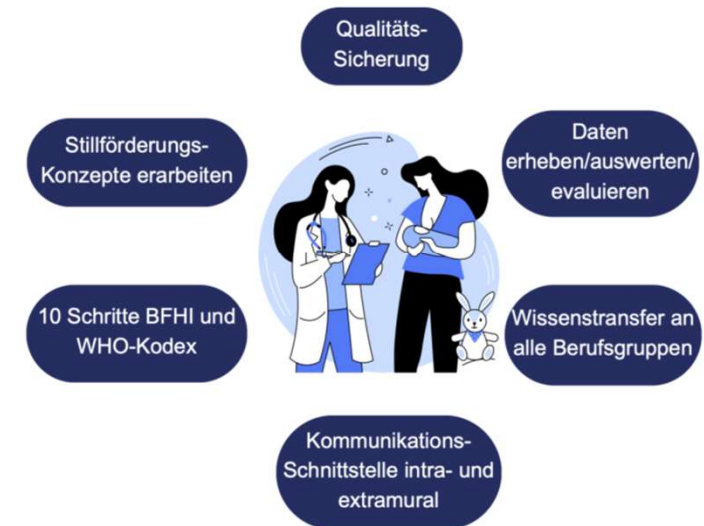 Qualitäts-
Sicherung
Stillförderungs-
Konzepte erarbeiten
Daten
erheben/auswerten/
evaluieren
10 Schritte BFHI und
WHO-Kodex
Wissenstransfer an
alle Berufsgruppen
Kommunikations-
Schnittstelle intra- und
extramural